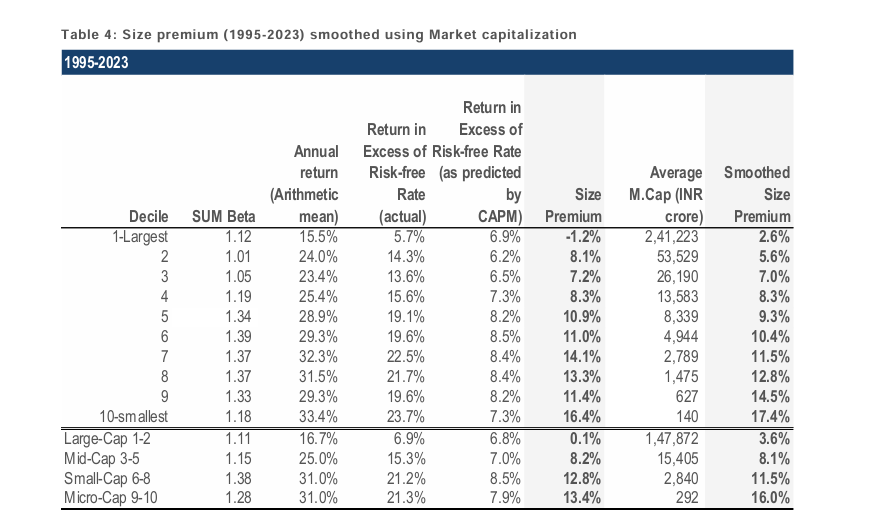 Table 4: Size premium (1995-2023) smoothed using Market capitalization
1995-2023
Return in
Return in Excess of
Annual Excess of Risk-free Rate
return Risk-free (as predicted Average Smoothed
(Arithmetic Rate by Size M.Cap (INR Size
Decile SUM Beta mean) (actual) CAPM) Premium crore) Premium
1-Largest 1.12 15.5% 5.7% 6.9% -1.2% 2,41,223 2.6%
2 1.01 24.0% 14.3% 6.2% 8.1% 53,529 5.6%
3 1.05 23.4% 13.6% 6.5% 7.2% 26,190 7.0%
4 1.19 25.4% 15.6% 7.3% 8.3% 13,583 8.3%
5 1.34 28.9% 19.1% 8.2% 10.9% 8,339 9.3%
6 1.39 29.3% 19.6% 8.5% 11.0% 4,944 10.4%
7 1.37 32.3% 22.5% 8.4% 14.1% 2,789 11.5%
8 1.37 31.5% 21.7% 8.4% 13.3% 1,475 12.8%
9 1.33 29.3% 19.6% 8.2% 11.4% 627 14.5%
10-smallest 1.18 33.4% 23.7% 7.3% 16.4% 140 17.4%
Large-Cap 1-2 1.11 16.7% 6.9% 6.8% 0.1% 1,47,872 3.6%
Mid-Cap 3-5 1.15 25.0% 15.3% 7.0% 8.2% 15,405 8.1%
Small-Cap 6-8 1.38 31.0% 21.2% 8.5% 12.8% 2,840 11.5%
Micro-Cap 9-10 1.28 31.0% 21.3% 7.9% 13.4% 292 16.0%